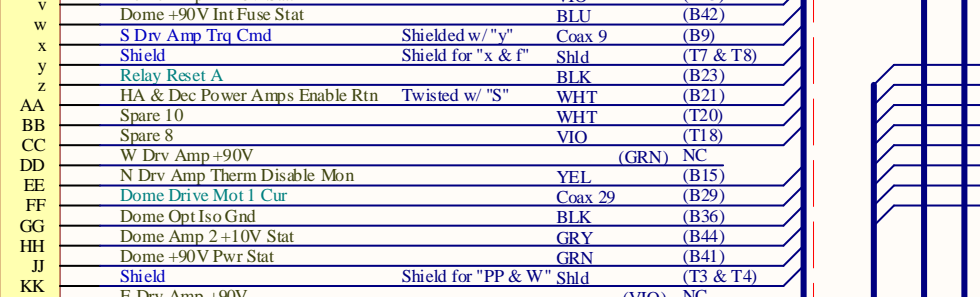 v
w Dome +90V Int Fuse Stat BLU (B42)
x S Drv Amp Trq Cmd Shielded w/ "y" Coax 9 (B9)
y Shield Shield for "x & f" Shld (T7 & T8)
z Relay Reset A BLK (B23)
AA HA & Dec Power Amps Enable Rtn Twisted w/ "S" WHT (B21)
BB Spare 10 WHT (T20)
CC Spare 8 VIO (T18)
DD W Drv Amp +90V (GRN) NC
EE N Drv Amp Therm Disable Mon YEL (B15)
FF Dome Drive Mot 1 Cur Coax 29 (B29)
GG Dome Opt Iso Gnd BLK (B36)
HH Dome Amp 2 +10V Stat GRY (B44)
JJ Dome +90V Pwr Stat GRN (B41)
KK Shield Shield for "PP & W" Shld (T3 & T4)
E Drv Amp +90V (VIO) NC